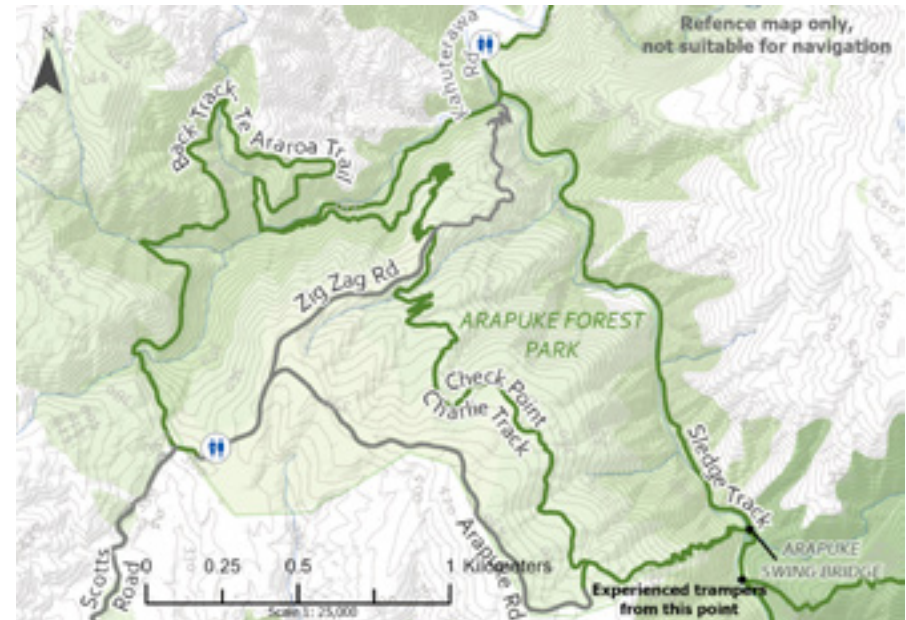 Refence map only,
not suitable for navigation
N
Kahuterawa
Rd
Back Track, Te Araroa Trail
Zig Zag Rd
ARAPUKE FOREST
PARK
Check Point
Charlie Track
Sledge Track
Scotts
Road
Arapuke Rd
ARAPUKE
SWING BRIDGE
Experienced trampers
from this point
0 0.25 0.5 1 Kilometers
Scale 1: 25,000